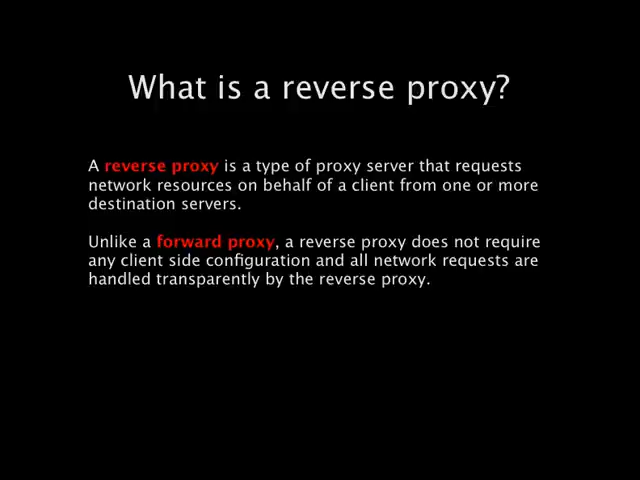 What is a reverse proxy?
A reverse proxy is a type of proxy server that requests
network resources on behalf of a client from one or more
destination servers.
Unlike a forward proxy, a reverse proxy does not require
any client side configuration and all network requests are
handled transparently by the reverse proxy.